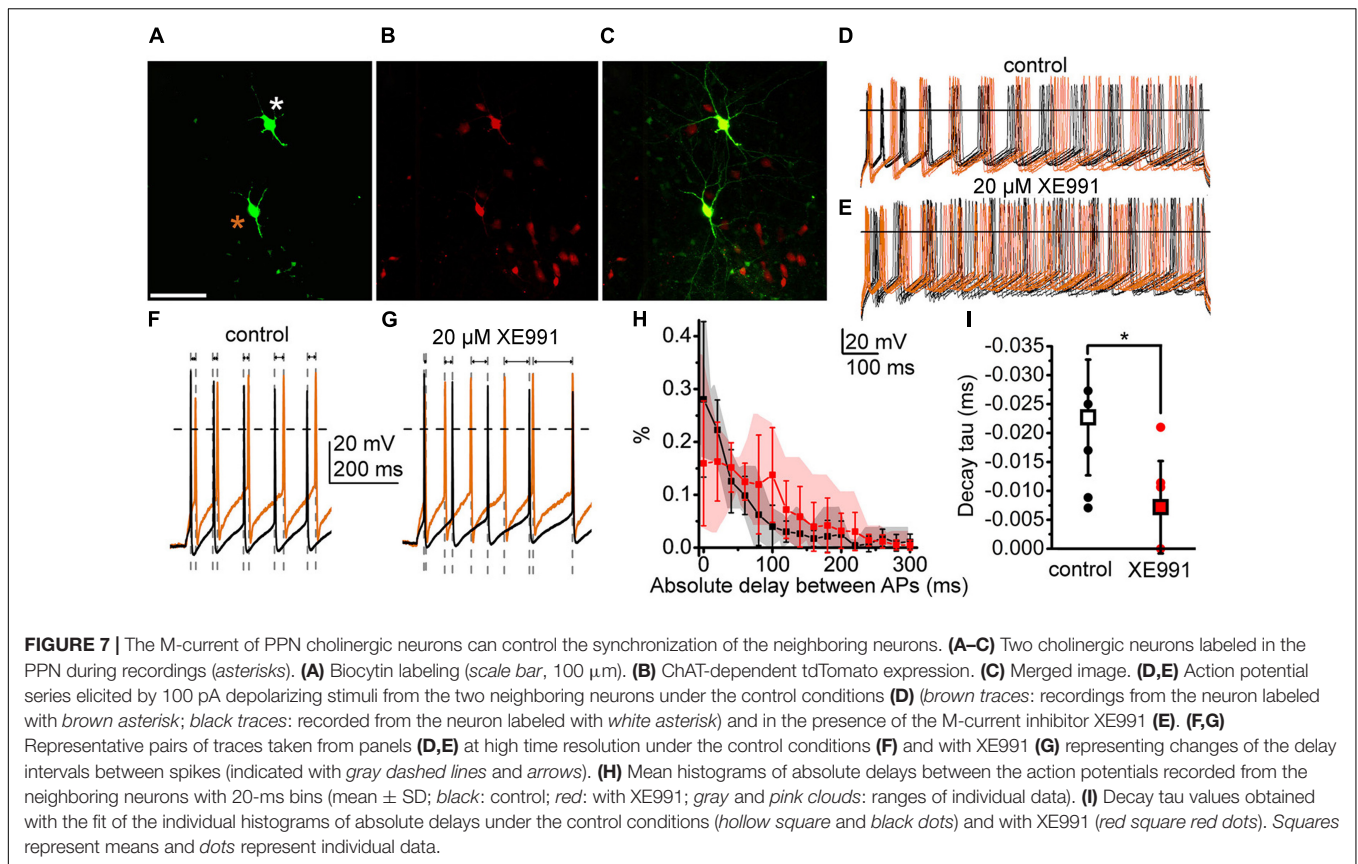 A
B
C
D
control
20 µM XE991
E
F
control
G
20 µM XE991
H
20 mV
100 ms
I
*
*
20 mV
200 ms
%
0.4
0.3
0.2
0.1
0.0
0
100
200
300
Absolute delay between APs (ms)
Decay tau (ms)
-0.035
-0.030
-0.025
-0.020
-0.015
-0.010
-0.005
0.000
*
control
XE991
FIGURE 7 | The M-current of PPN cholinergic neurons can control the synchronization of the neighboring neurons. (A–C) Two cholinergic neurons labeled in the
PPN during recordings (asterisks). (A) Biocytin labeling (scale bar, 100 µm). (B) ChAT-dependent tdTomato expression. (C) Merged image. (D,E) Action potential
series elicited by 100 pA depolarizing stimuli from the two neighboring neurons under the control conditions (D) (brown traces: recordings from the neuron labeled
with brown asterisk; black traces: recorded from the neuron labeled with white asterisk) and in the presence of the M-current inhibitor XE991 (E). (F,G)
Representative pairs of traces taken from panels (D,E) at high time resolution under the control conditions (F) and with XE991 (G) representing changes of the delay
intervals between spikes (indicated with gray dashed lines and arrows). (H) Mean histograms of absolute delays between the action potentials recorded from the
neighboring neurons with 20-ms bins (mean ± SD; black: control; red: with XE991; gray and pink clouds: ranges of individual data). (I) Decay tau values obtained
with the fit of the individual histograms of absolute delays under the control conditions (hollow square and black dots) and with XE991 (red square red dots). Squares
represent means and dots represent individual data.